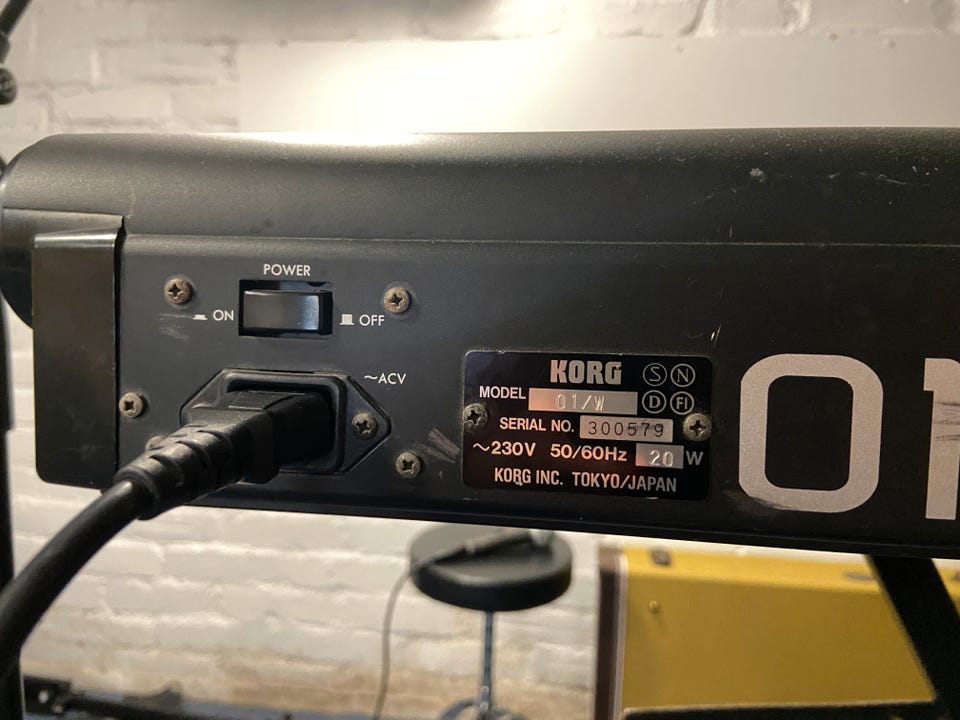 POWER
ON
OFF
~ACV
KORG S N
MODEL 01/W D FI
SERIAL NO. 300579
~230V 50/60Hz 20 W
KORG INC. TOKYO/JAPAN
01